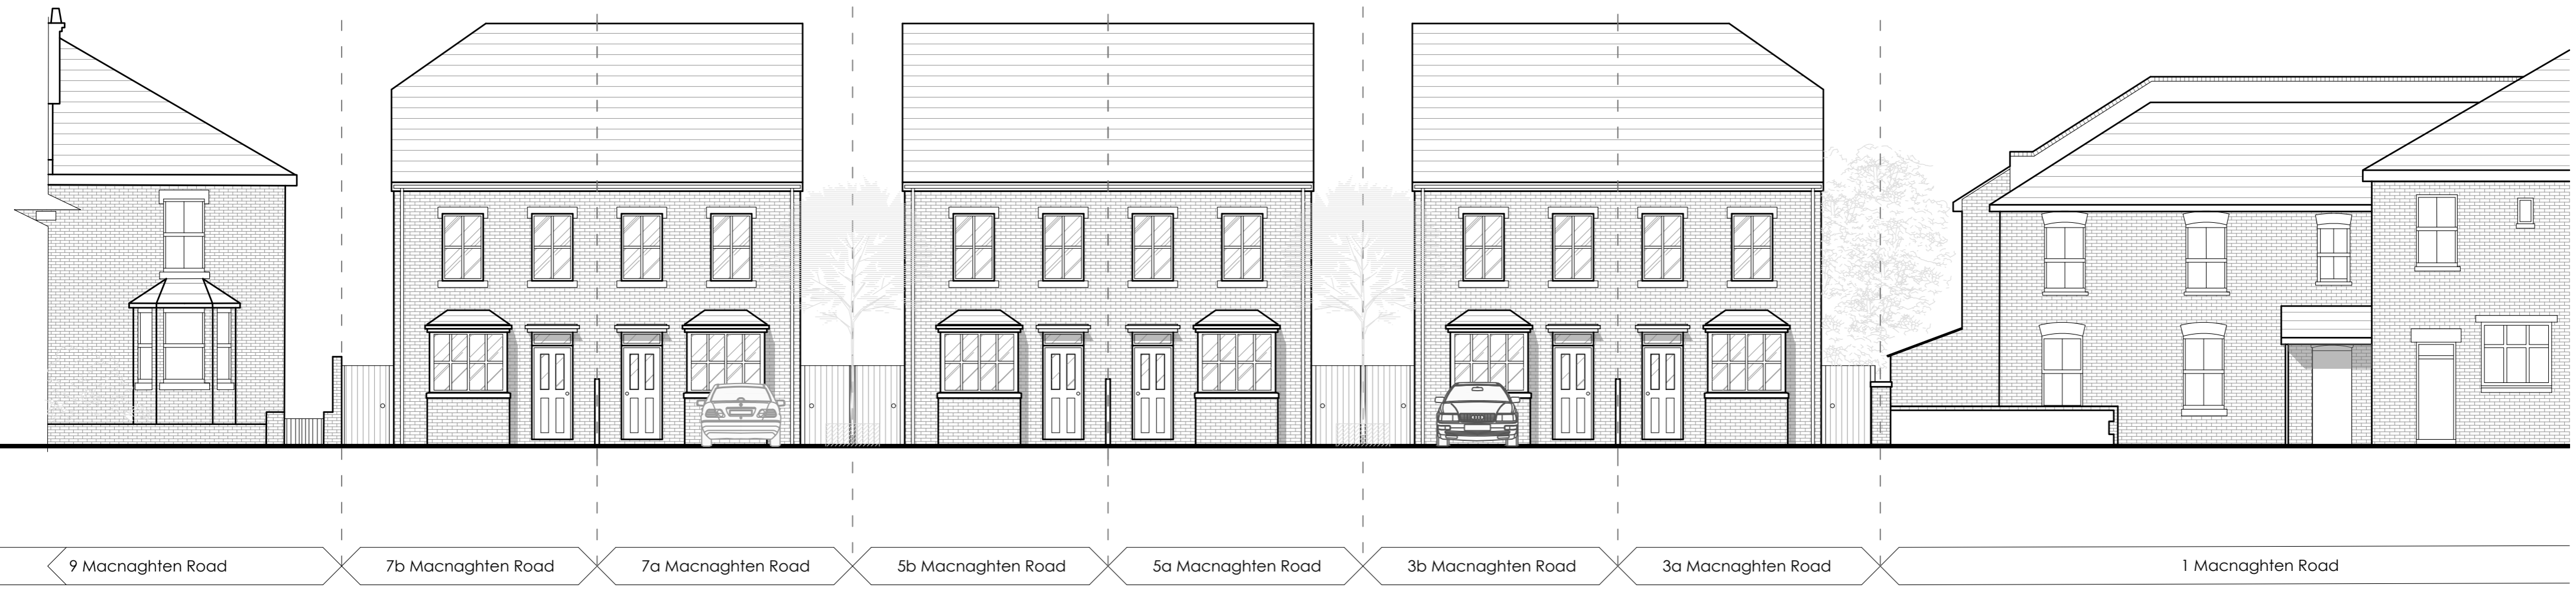 9 Macnaghten Road
7b Macnaghten Road
7a Macnaghten Road
5b Macnaghten Road
5a Macnaghten Road
3b Macnaghten Road
3a Macnaghten Road
1 Macnaghten Road